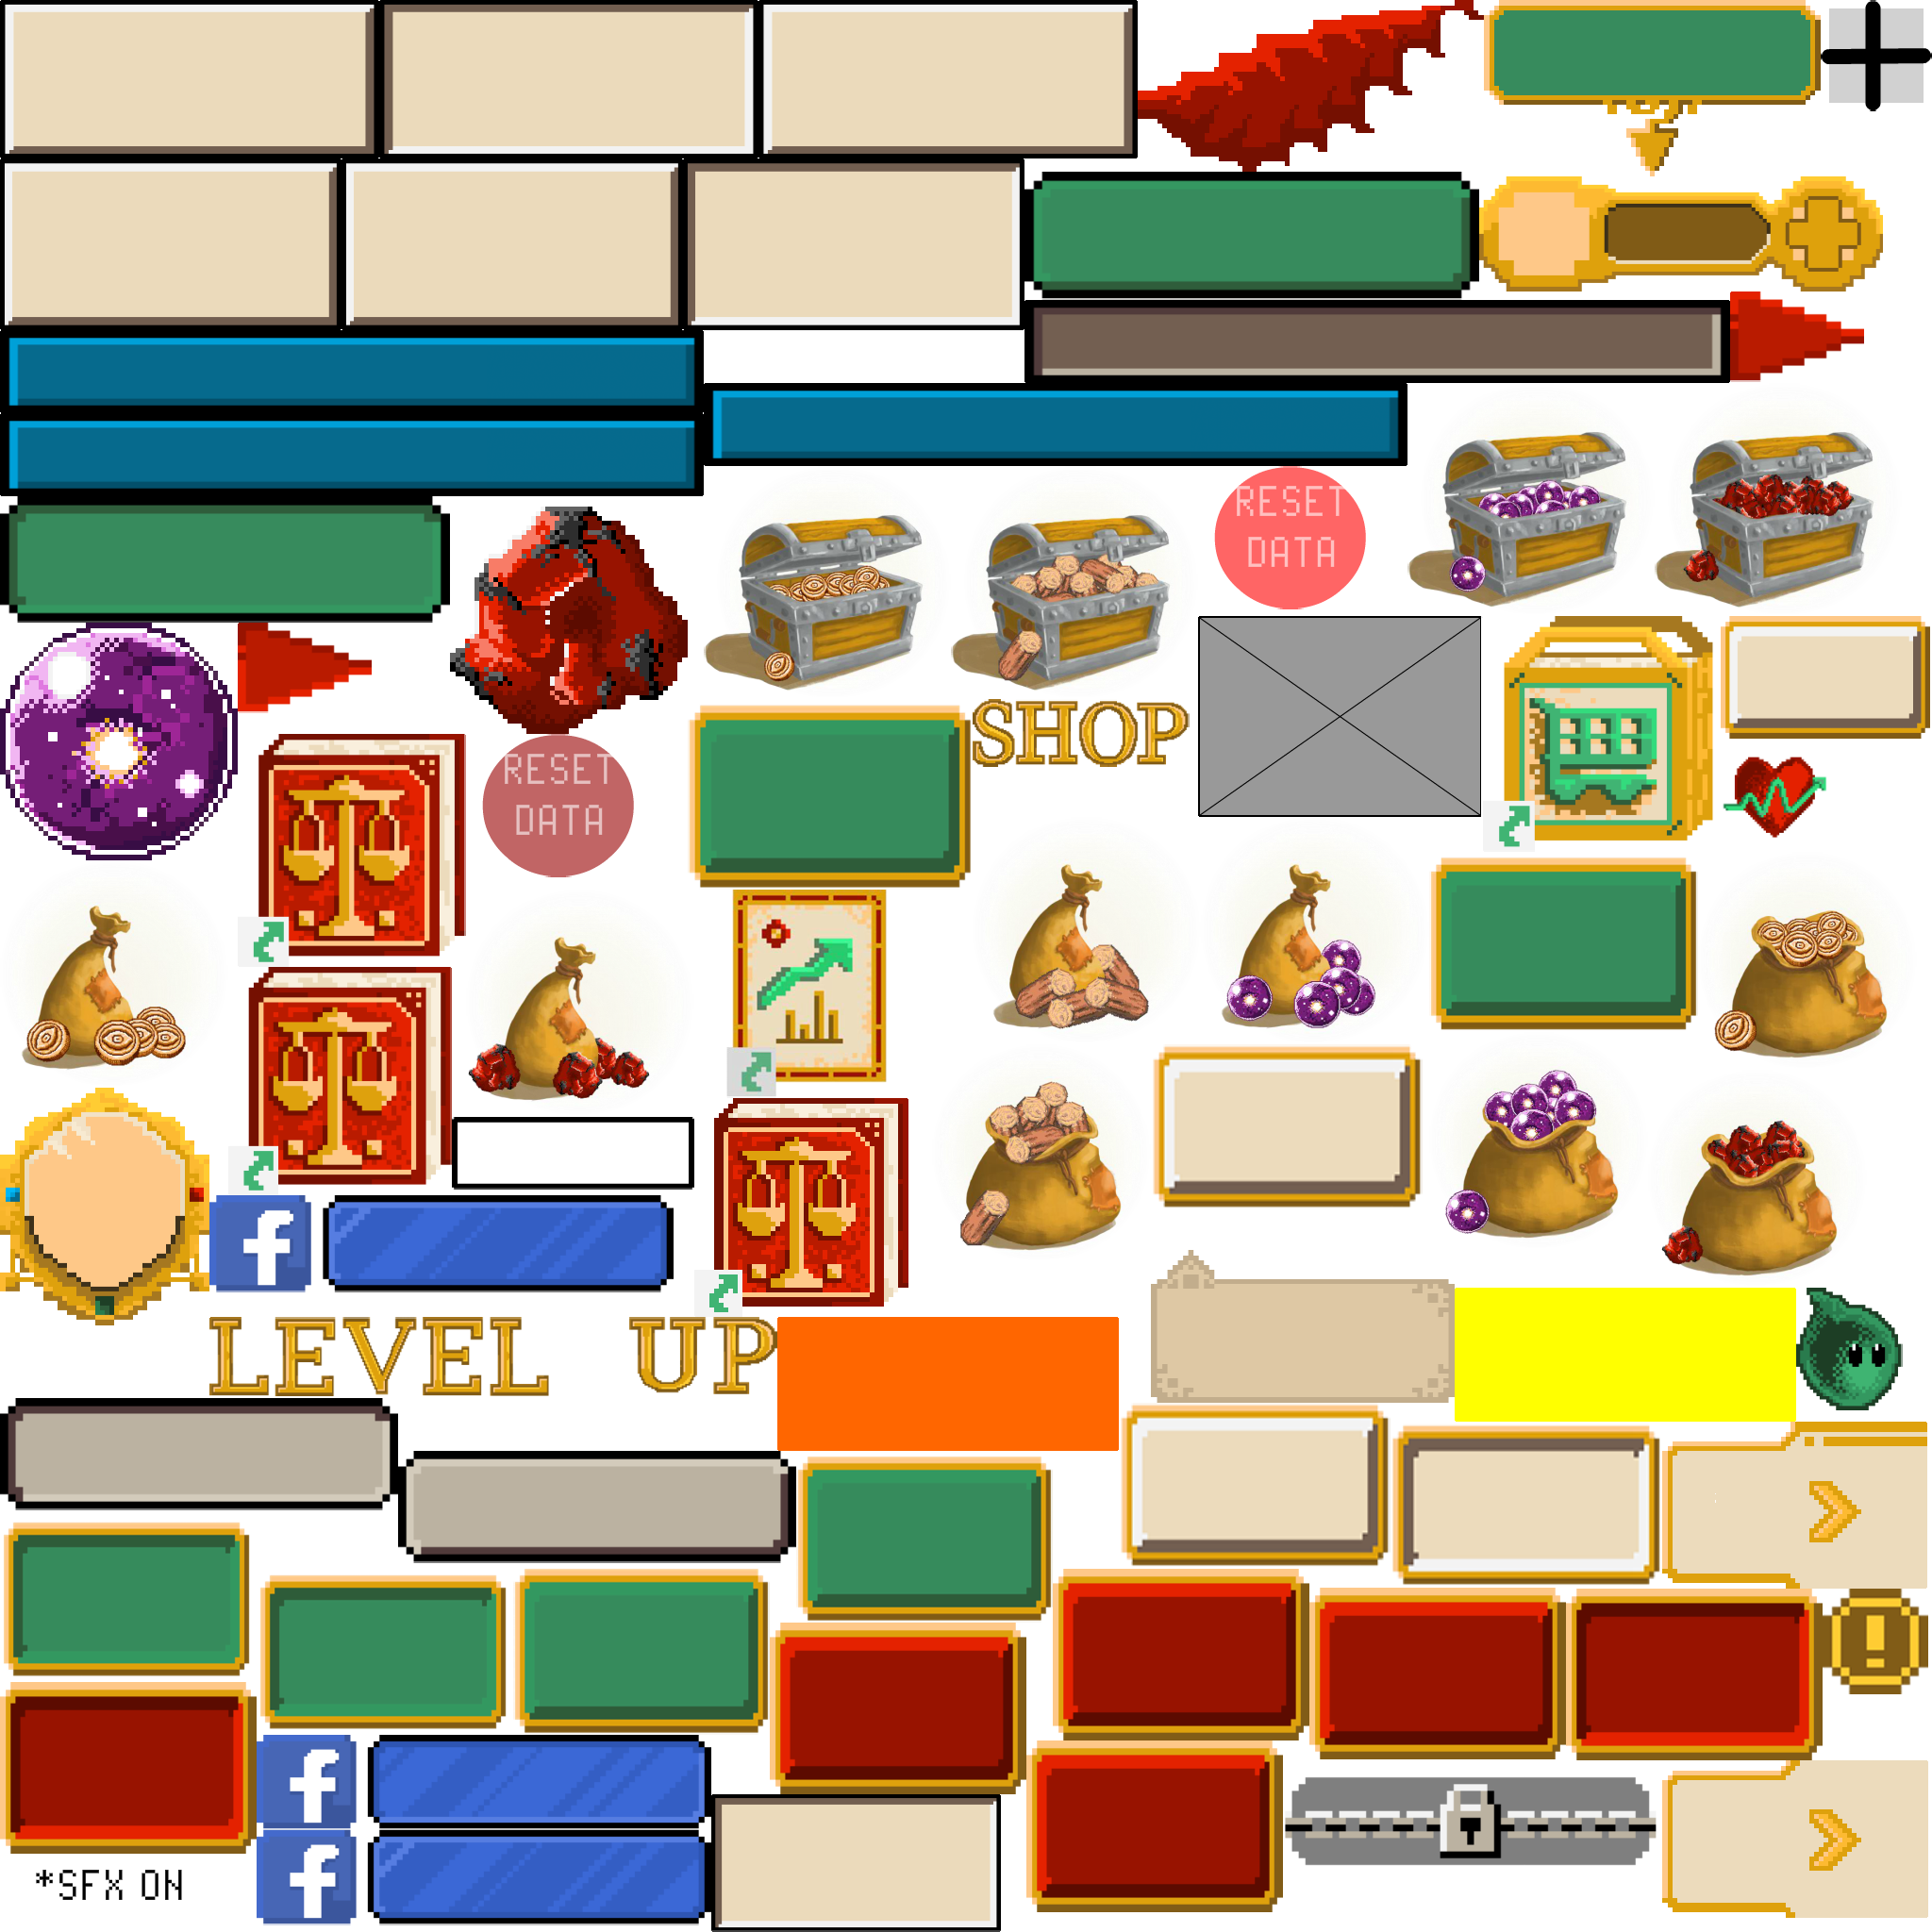 RESET
DATA
SHOP
RESET
DATA
f
LEVEL UP
f
f
*SFX ON